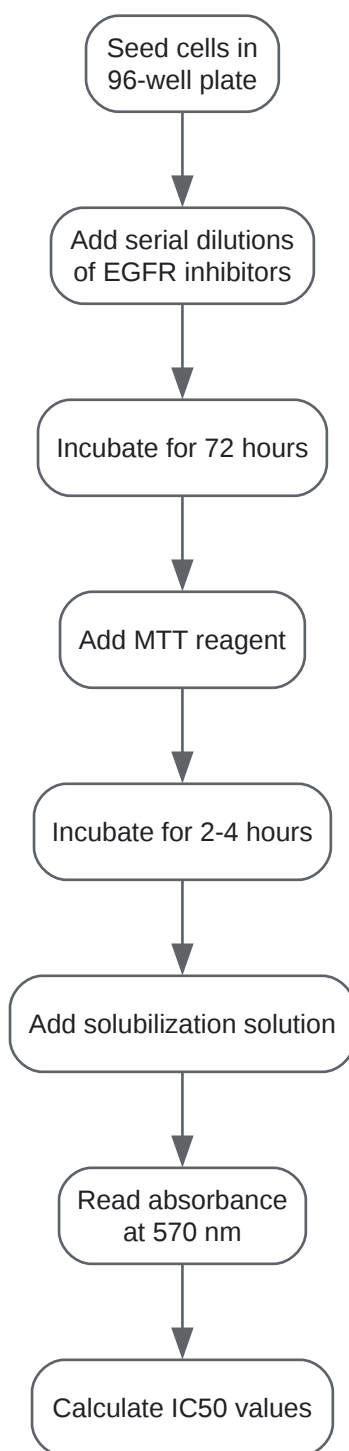 Seed cells in
96-well plate
Add serial dilutions
of EGFR inhibitors
Incubate for 72 hours
Add MTT reagent
Incubate for 2-4 hours
Add solubilization solution
Read absorbance
at 570 nm
Calculate IC50 values